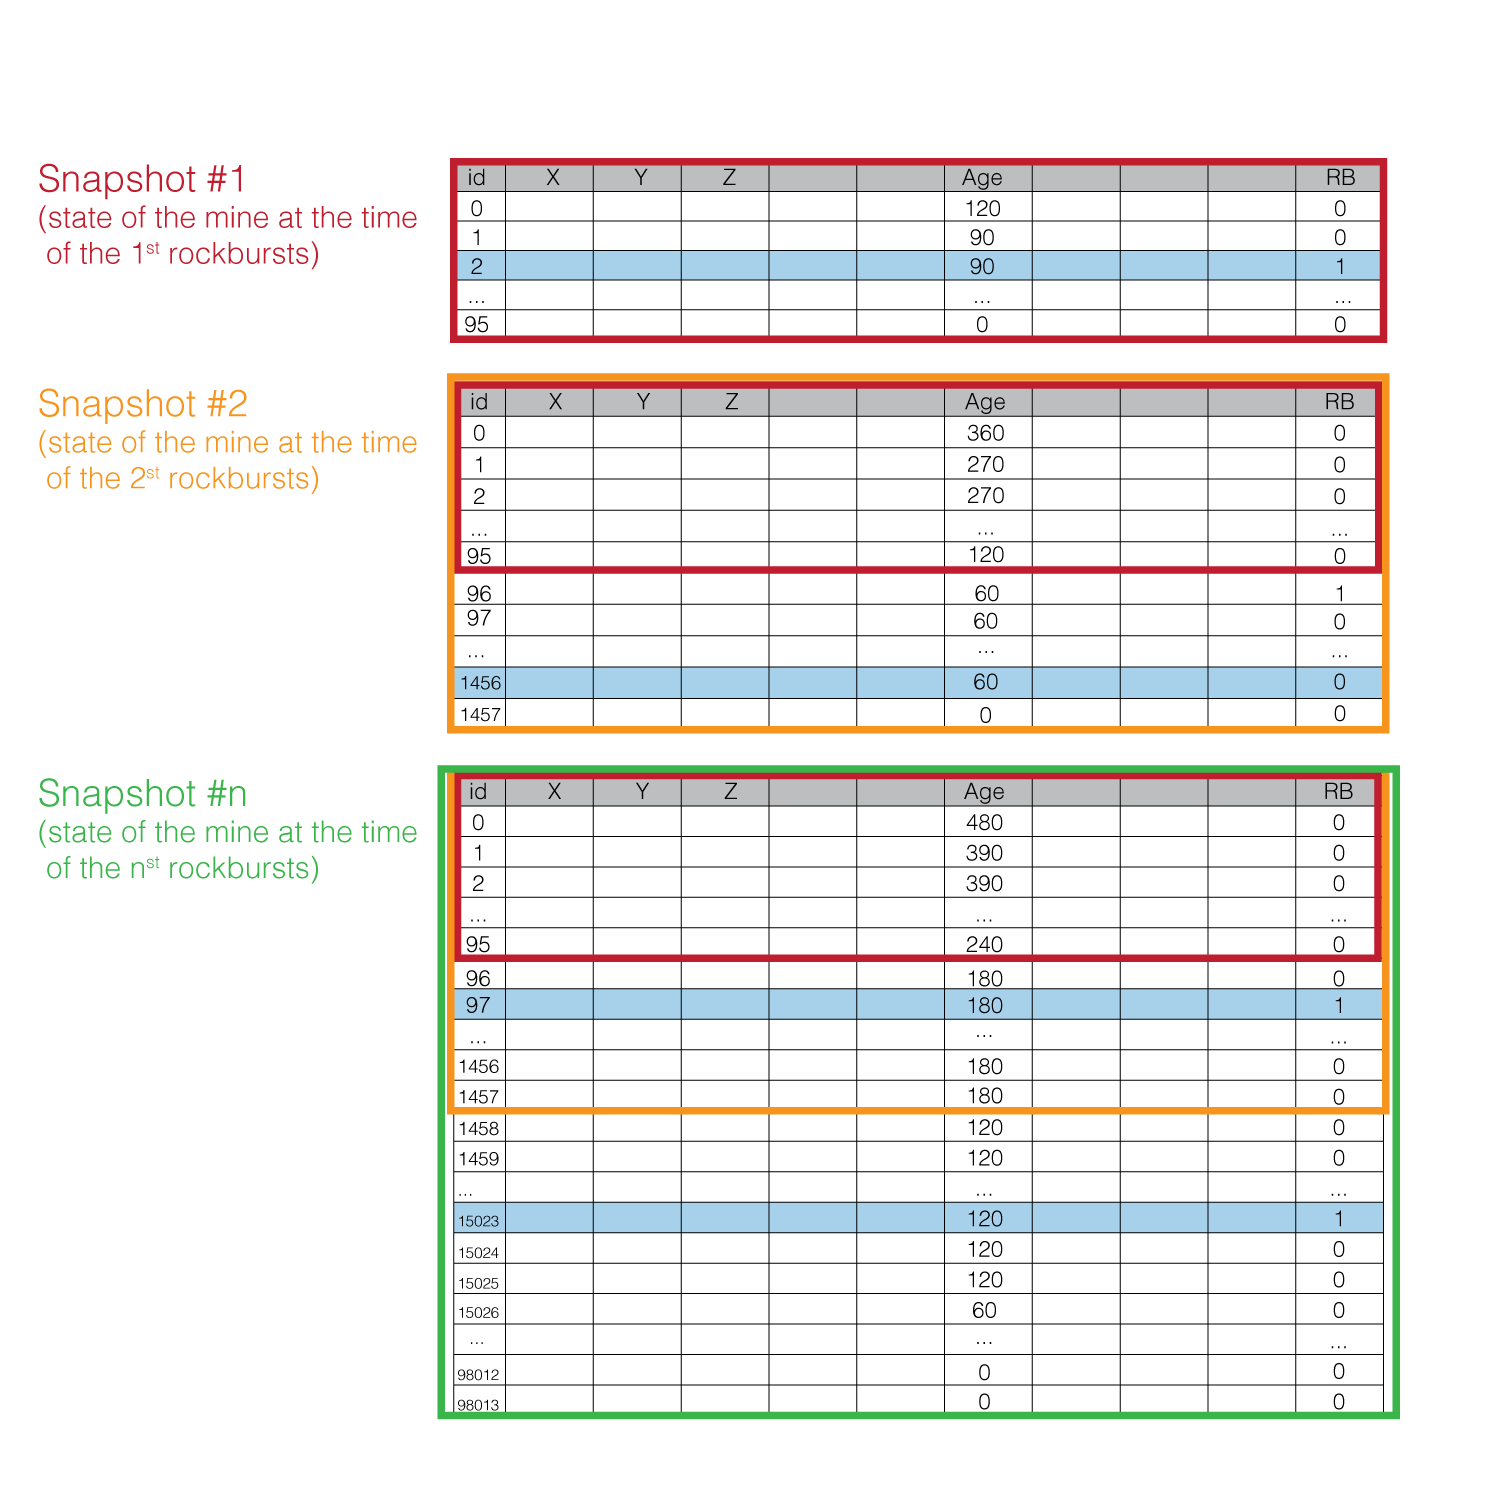 Snapshot #1
(state of the mine at the time
of the 1st rockbursts)
id X Y Z Age RB
0 120 0
1 90 0
2 90 1
... ... ...
95 0 0
Snapshot #2
(state of the mine at the time
of the 2st rockbursts)
id X Y Z Age RB
0 360 0
1 270 0
2 270 0
... ... ...
95 120 0
96 60 1
97 60 0
... ... ...
1456 60 0
1457 0 0
Snapshot #n
(state of the mine at the time
of the nst rockbursts)
id X Y Z Age RB
0 480 0
1 390 0
2 390 0
... ... ...
95 240 0
96 180 0
97 180 1
... ... ...
1456 180 0
1457 180 0
1458 120 0
1459 120 0
... ... ...
15023 120 1
15024 120 0
15025 120 0
15026 60 0
... ... ...
98012 0 0
98013 0 0